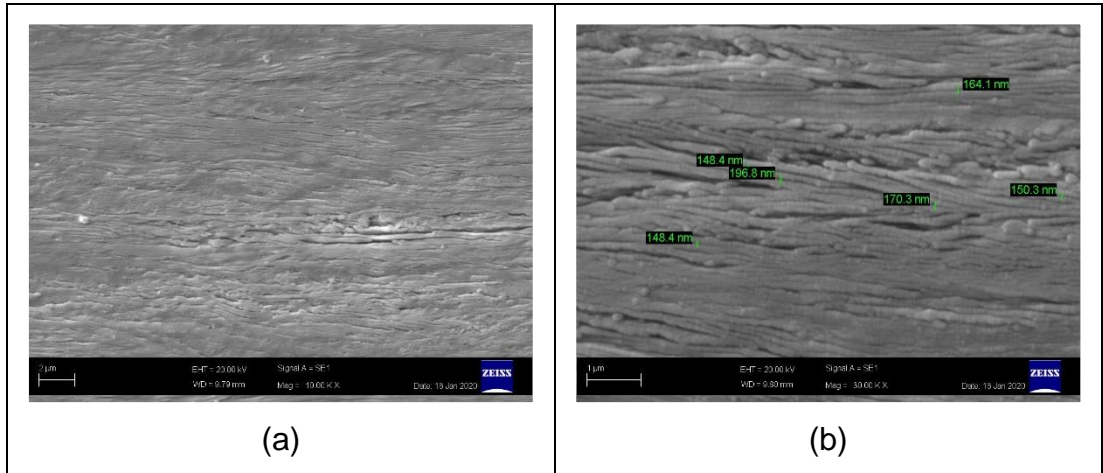 2 µm
EHT = 20.00 kV
WD = 9.79 mm
Signal A = SE1
Mag = 10.00 K X
Date: Jan 2020
ZEISS
164.1 nm
148.4 nm
196.8 nm
170.3 nm
150.3 nm
148.4 nm
1 µm
EHT = 20.00 kV
WD = 9.80 mm
Signal A = SE1
Mag = 30.00 K X
Date: Jan 2020
ZEISS
(a)
(b)